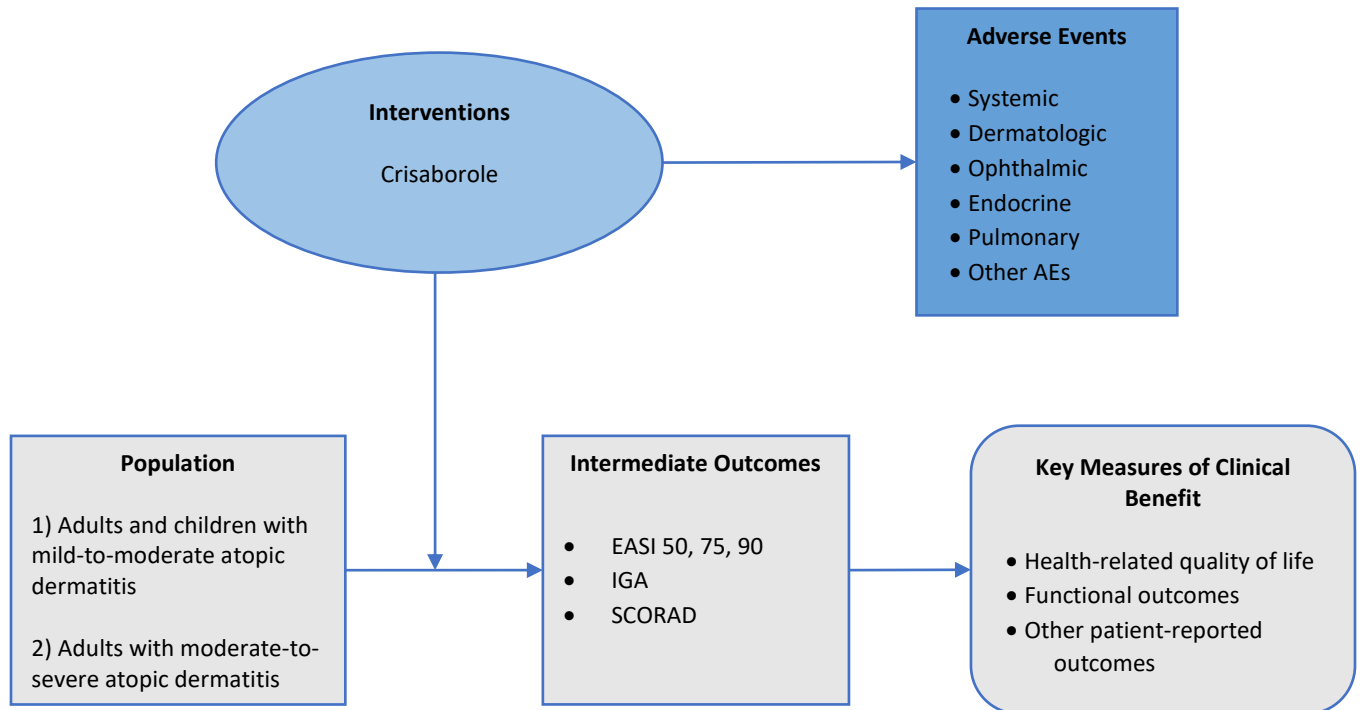 Interventions
Crisaborole
Adverse Events
• Systemic
• Dermatologic
• Ophthalmic
• Endocrine
• Pulmonary
• Other AEs
Population
1) Adults and children with
mild-to-moderate atopic
dermatitis
2) Adults with moderate-to-
severe atopic dermatitis
Intermediate Outcomes
• EASI 50, 75, 90
• IGA
• SCORAD
Key Measures of Clinical
Benefit
• Health-related quality of life
• Functional outcomes
• Other patient-reported
outcomes